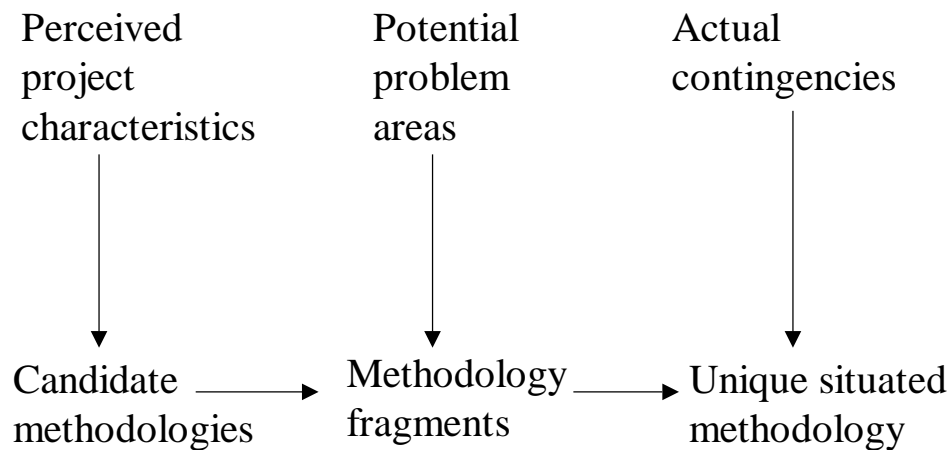 Perceived
project
characteristics
Potential
problem
areas
Actual
contingencies
Candidate
methodologies
Methodology
fragments
Unique situated
methodology